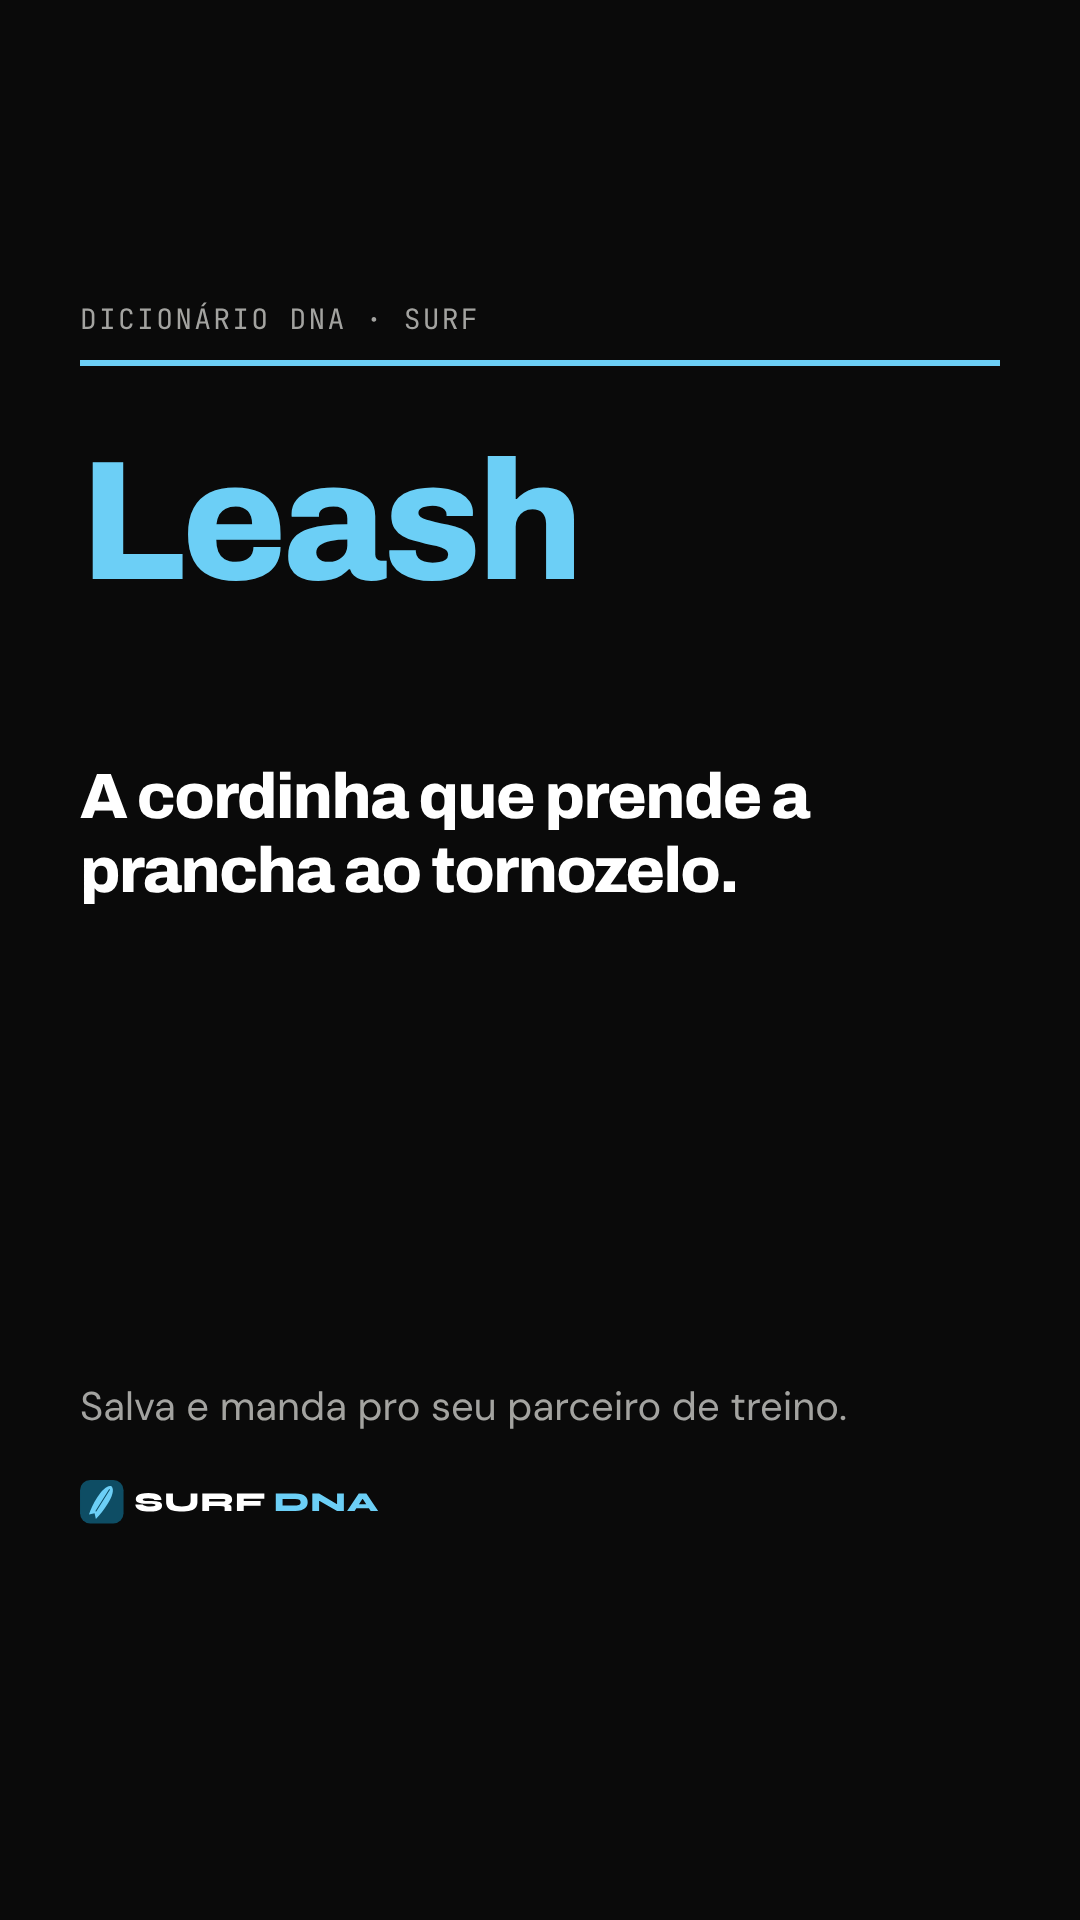 DICIONÁRIO DNA · SURF
Leash
A cordinha que prende a
prancha ao tornozelo.
Salva e manda pro seu parceiro de treino.
SURF DNA